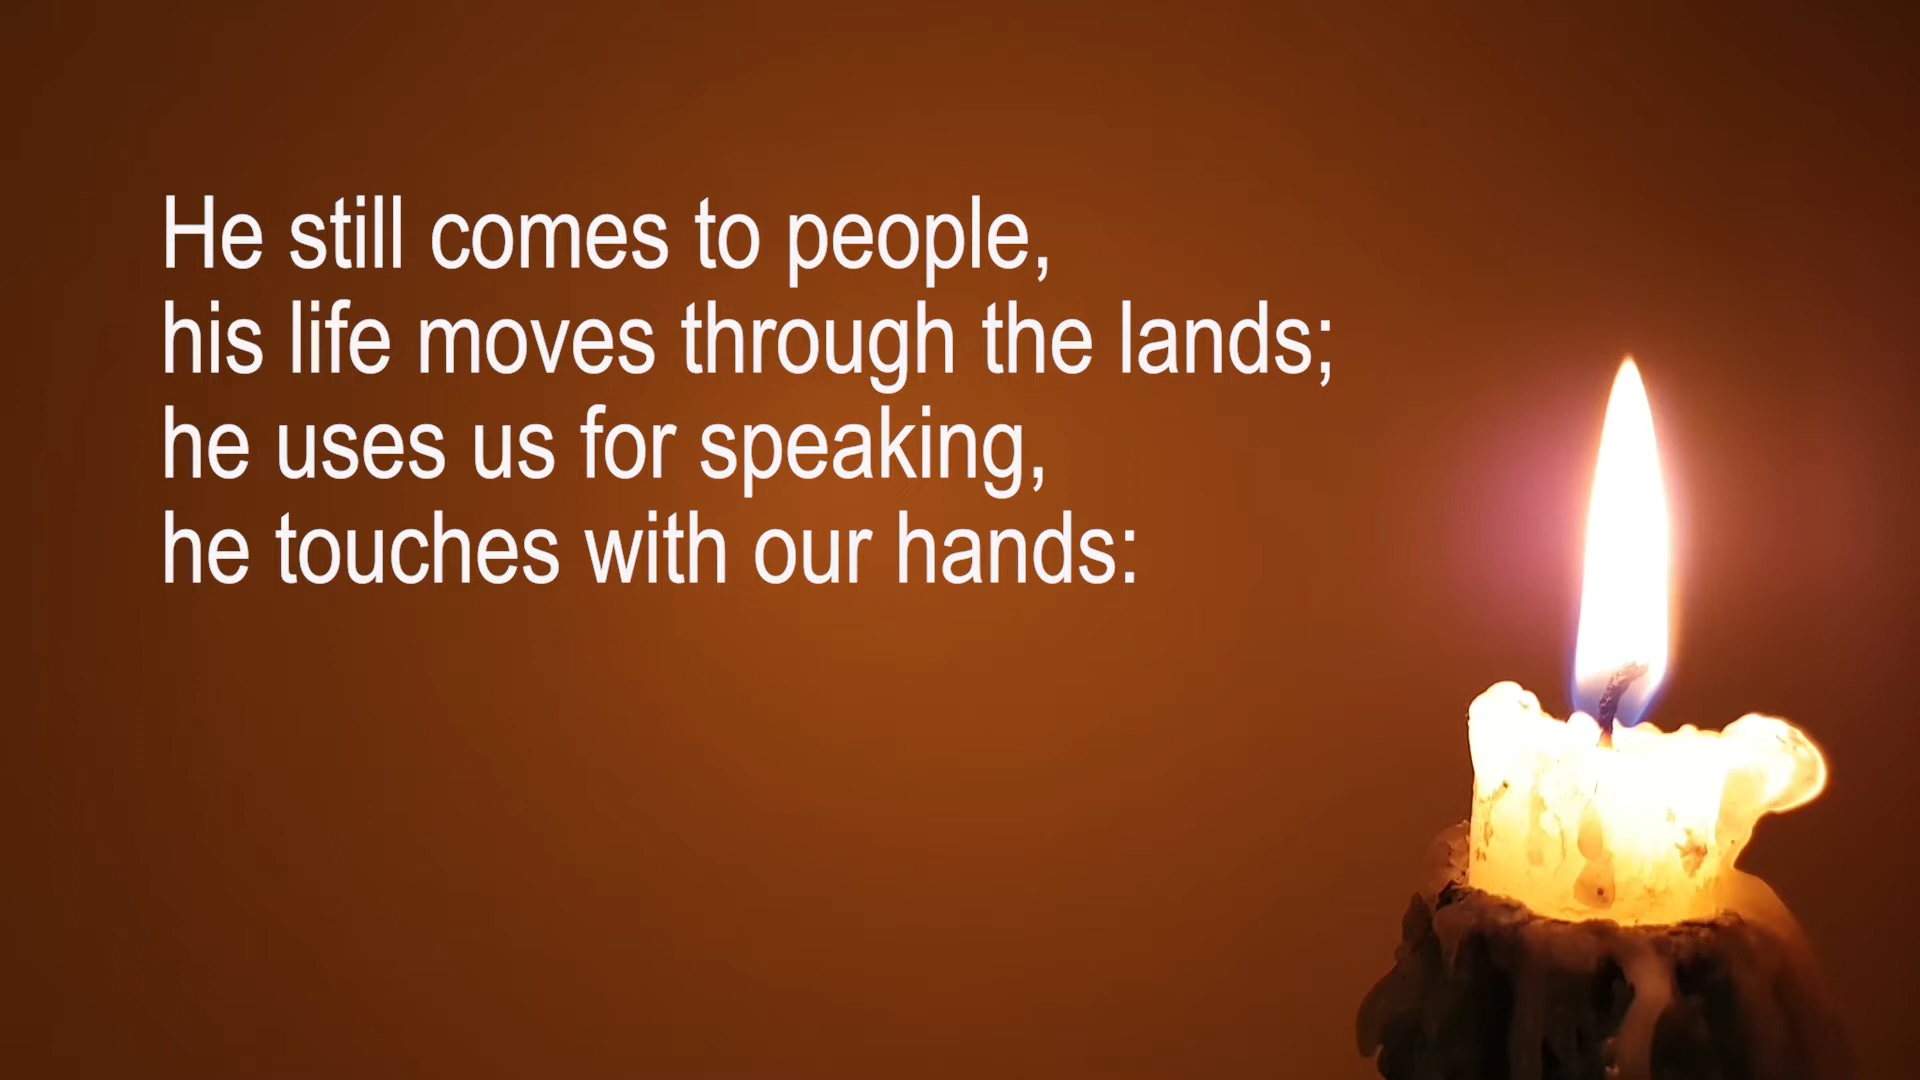 He still comes to people,
his life moves through the lands;
he uses us for speaking,
he touches with our hands: